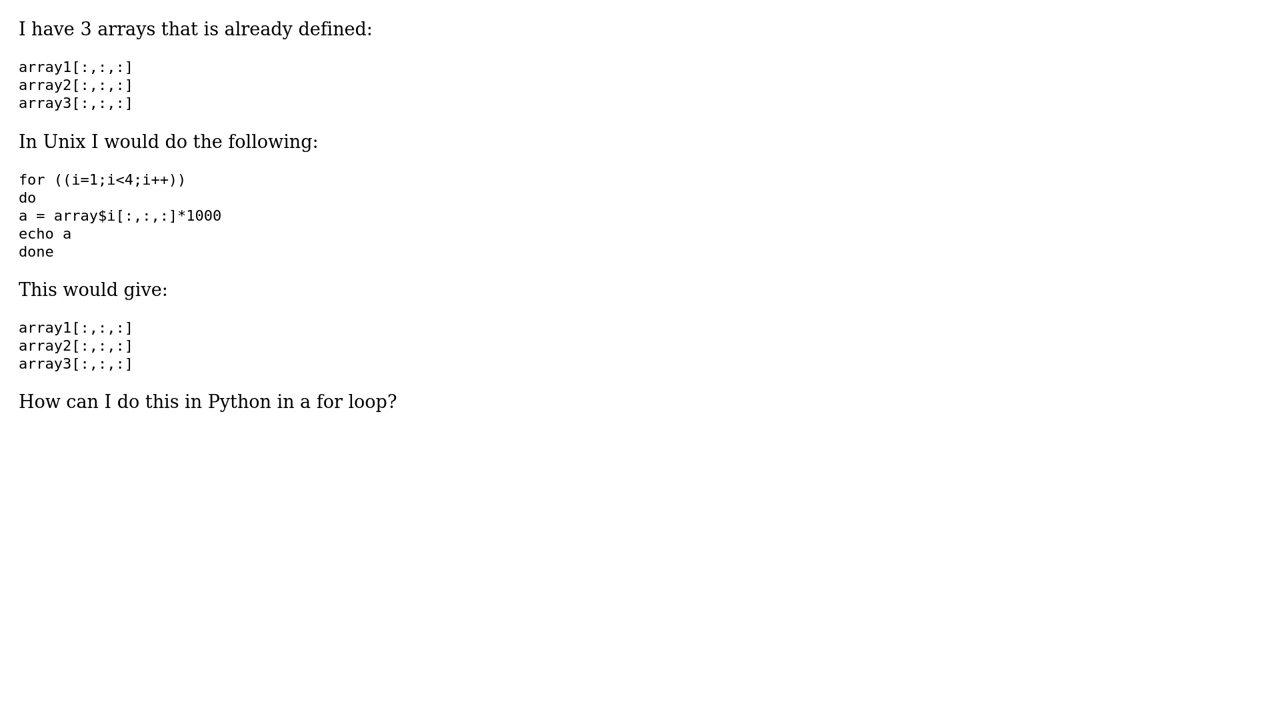 I have 3 arrays that is already defined:
array1[:,:,:]
array2[:,:,:]
array3[:,:,:]
In Unix I would do the following:
for ((i=1;i<4;i++))
do
a = array$i[:,:,:]*1000
echo a
done
This would give:
array1[:,:,:]
array2[:,:,:]
array3[:,:,:]
How can I do this in Python in a for loop?